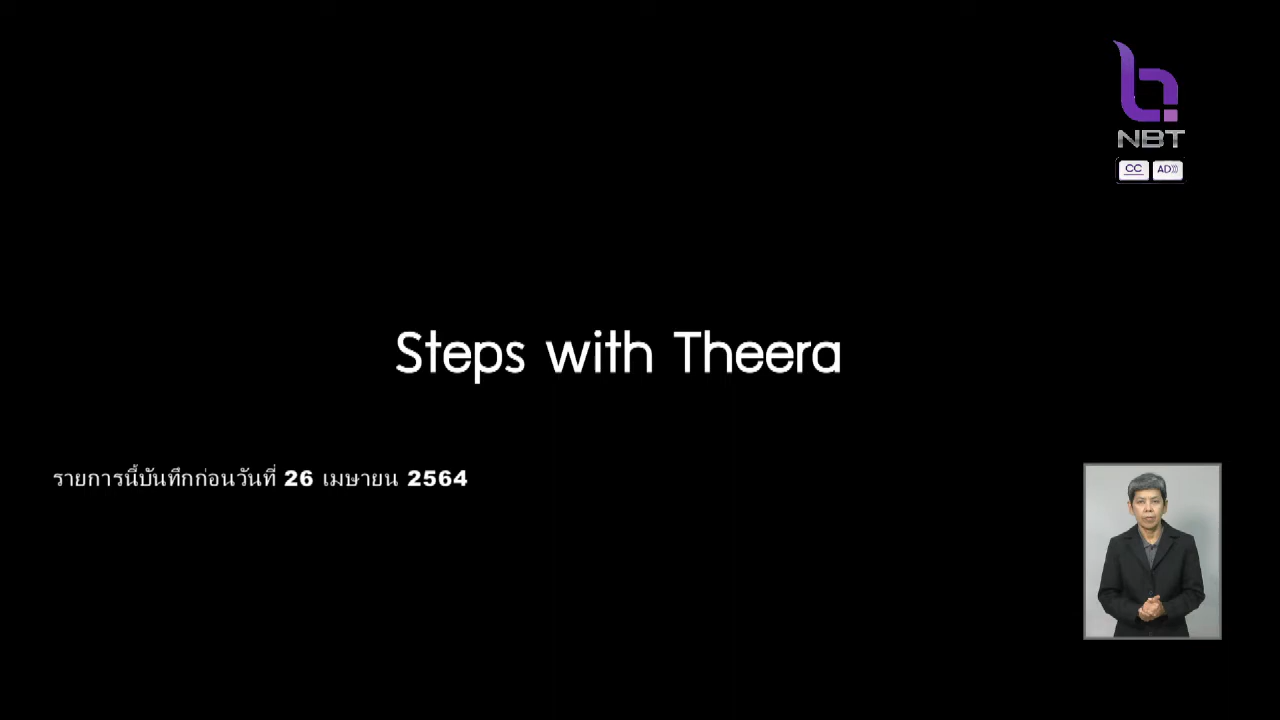 NBT
CC AD)))
Steps with Theera
รายการนี้บันทึกก่อนวันที่ 26 เมษายน 2564